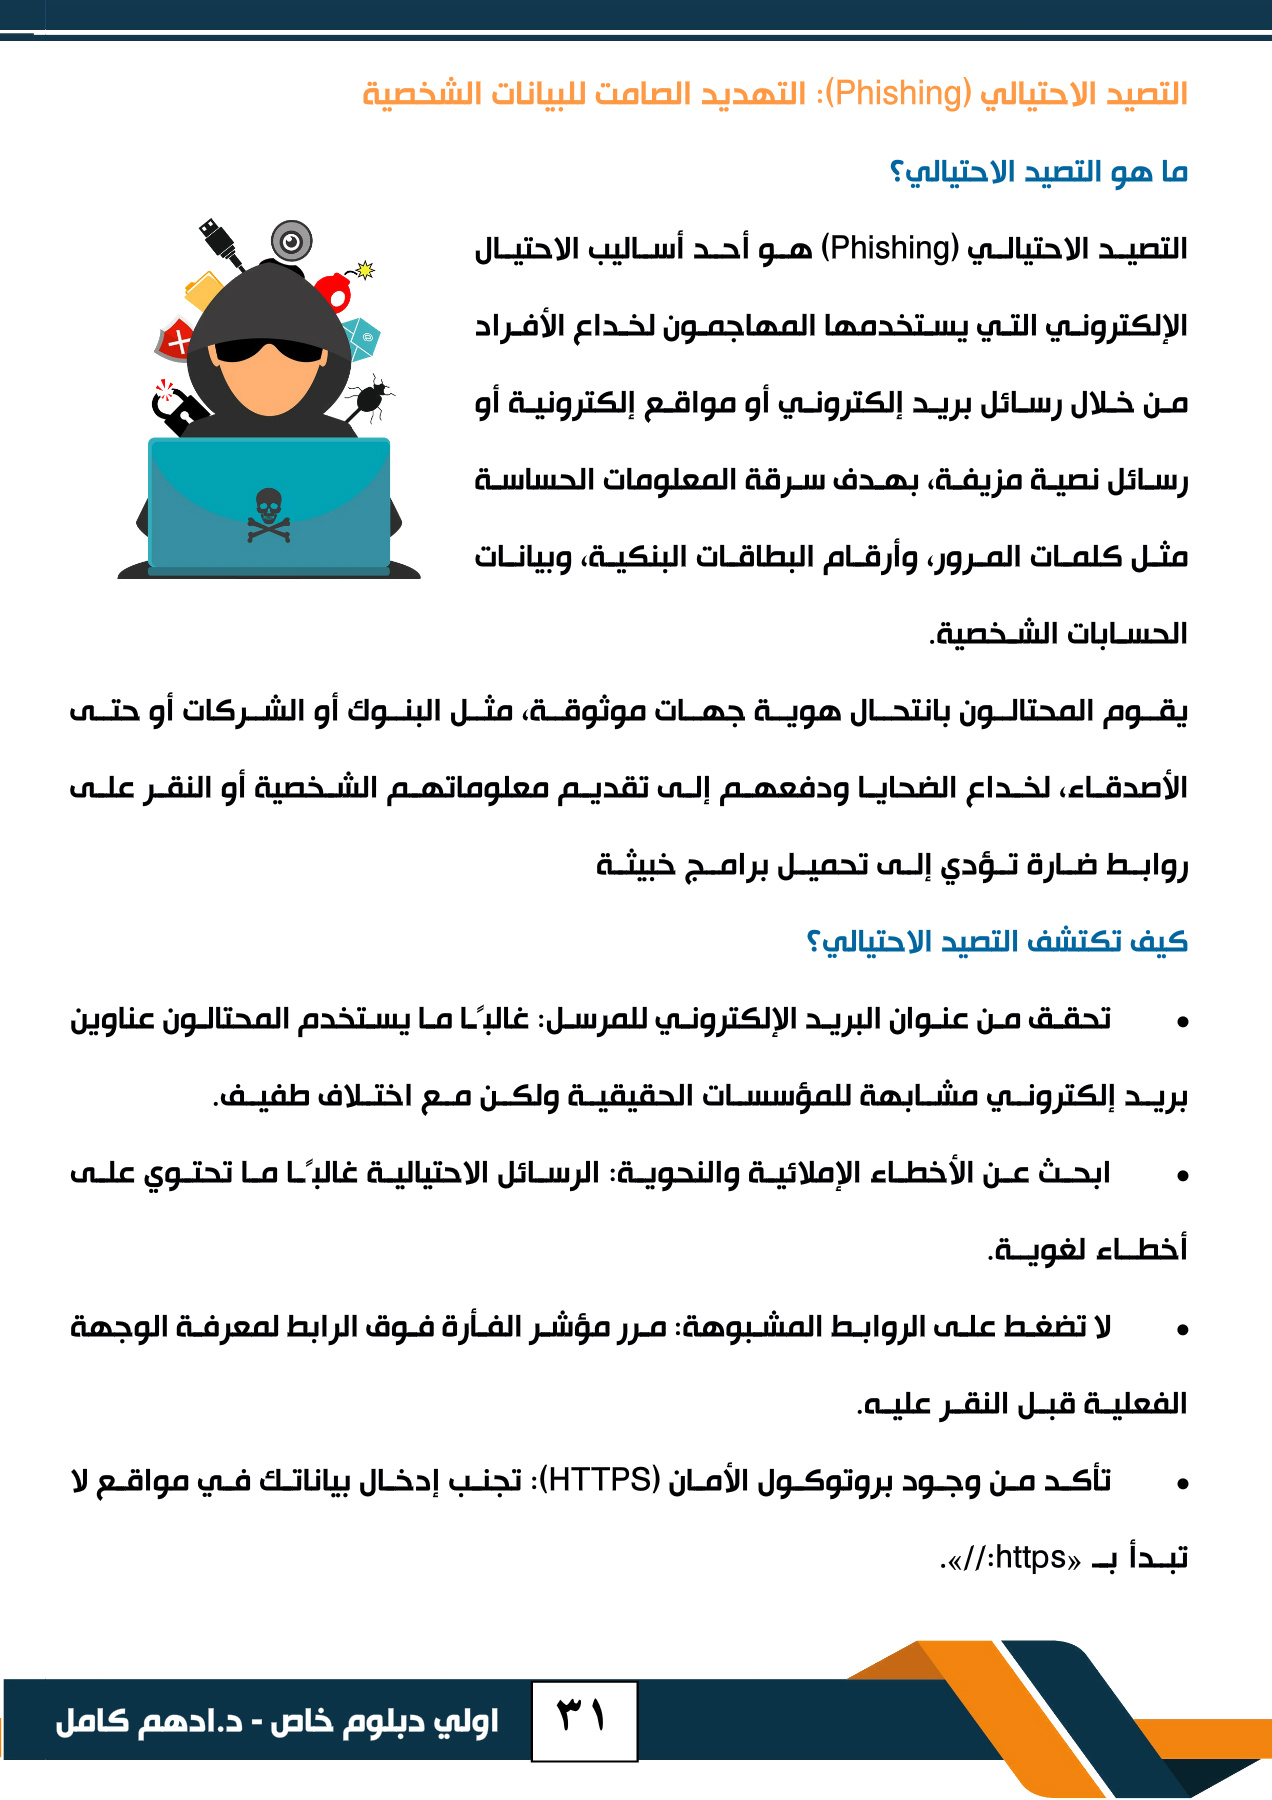 التصيد الاحتيالي (Phishing): التهديد الصامت للبيانات الشخصية
ما هو التصيد الاحتيالي؟
التصيد الاحتيالي (Phishing) هو أحد أساليب الاحتيال
الإلكتروني التي يستخدمها المهاجمون لخداع الأفراد
من خلال رسائل بريد إلكتروني أو مواقع إلكترونية أو
رسائل نصية مزيفة، بهدف سرقة المعلومات الحساسة
مثل كلمات المرور، وأرقام البطاقات البنكية، وبيانات
الحسابات الشخصية.
يقوم المحتالون بانتحال هوية جهات موثوقة، مثل البنوك أو الشركات أو حتى
الأصدقاء، لخداع الضحايا ودفعهم إلى تقديم معلوماتهم الشخصية أو النقر على
روابط ضارة تؤدي إلى تحميل برامج خبيثة
كيف تكتشف التصيد الاحتيالي؟
• تحقق من عنوان البريد الإلكتروني للمرسل: غالبًا ما يستخدم المحتالون عناوين
بريد إلكتروني مشابهة للمؤسسات الحقيقية ولكن مع اختلاف طفيف.
• ابحث عن الأخطاء الإملائية والنحوية: الرسائل الاحتيالية غالبًا ما تحتوي على
أخطاء لغوية.
• لا تضغط على الروابط المشبوهة: مرر مؤشر الفأرة فوق الرابط لمعرفة الوجهة
الفعلية قبل النقر عليه.
• تأكد من وجود بروتوكول الأمان (HTTPS): تجنب إدخال بياناتك في مواقع لا
تبدأ بـ «https://».
٣١
اولي دبلوم خاص - د.ادهم كامل